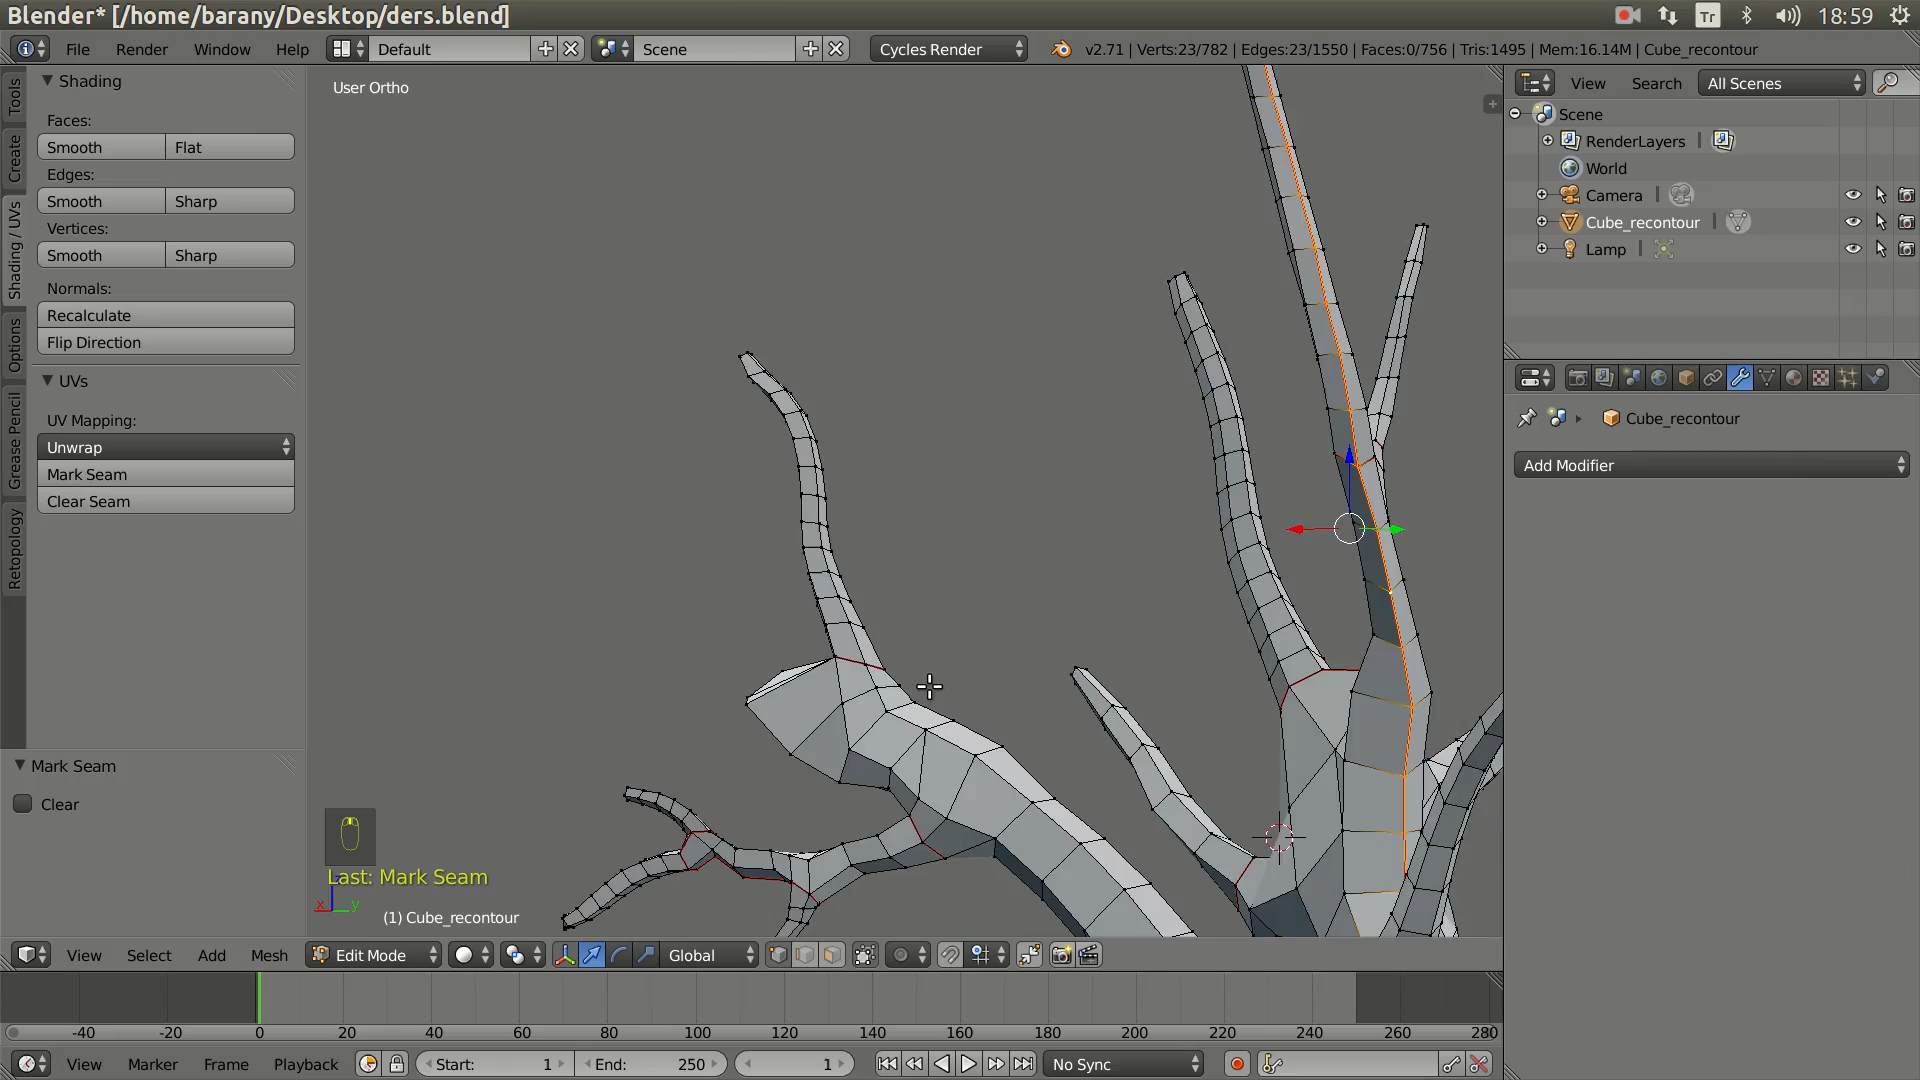 Blender* [/home/barany/Desktop/ders.blend]
Tr
18:59
File
Render
Window
Help
Default
Scene
Cycles Render
v2.71 | Verts:23/782 | Edges:23/1550 | Faces:0/756 | Tris:1495 | Mem:16.14M | Cube_recontour
Tools
Create
Shading / UVs
Options
Grease Pencil
Retopology
Shading
Faces:
Smooth
Flat
Edges:
Smooth
Sharp
Vertices:
Smooth
Sharp
Normals:
Recalculate
Flip Direction
UVs
UV Mapping:
Unwrap
Mark Seam
Clear Seam
Mark Seam
Clear
User Ortho
Last: Mark Seam
x
y
(1) Cube_recontour
View
Search
All Scenes
Scene
RenderLayers
World
Camera
Cube_recontour
Lamp
Cube_recontour
Add Modifier
View
Select
Add
Mesh
Edit Mode
Global
-40
-20
0
20
40
60
80
100
120
140
160
180
200
220
240
260
280
View
Marker
Frame
Playback
Start:
1
End:
250
1
No Sync